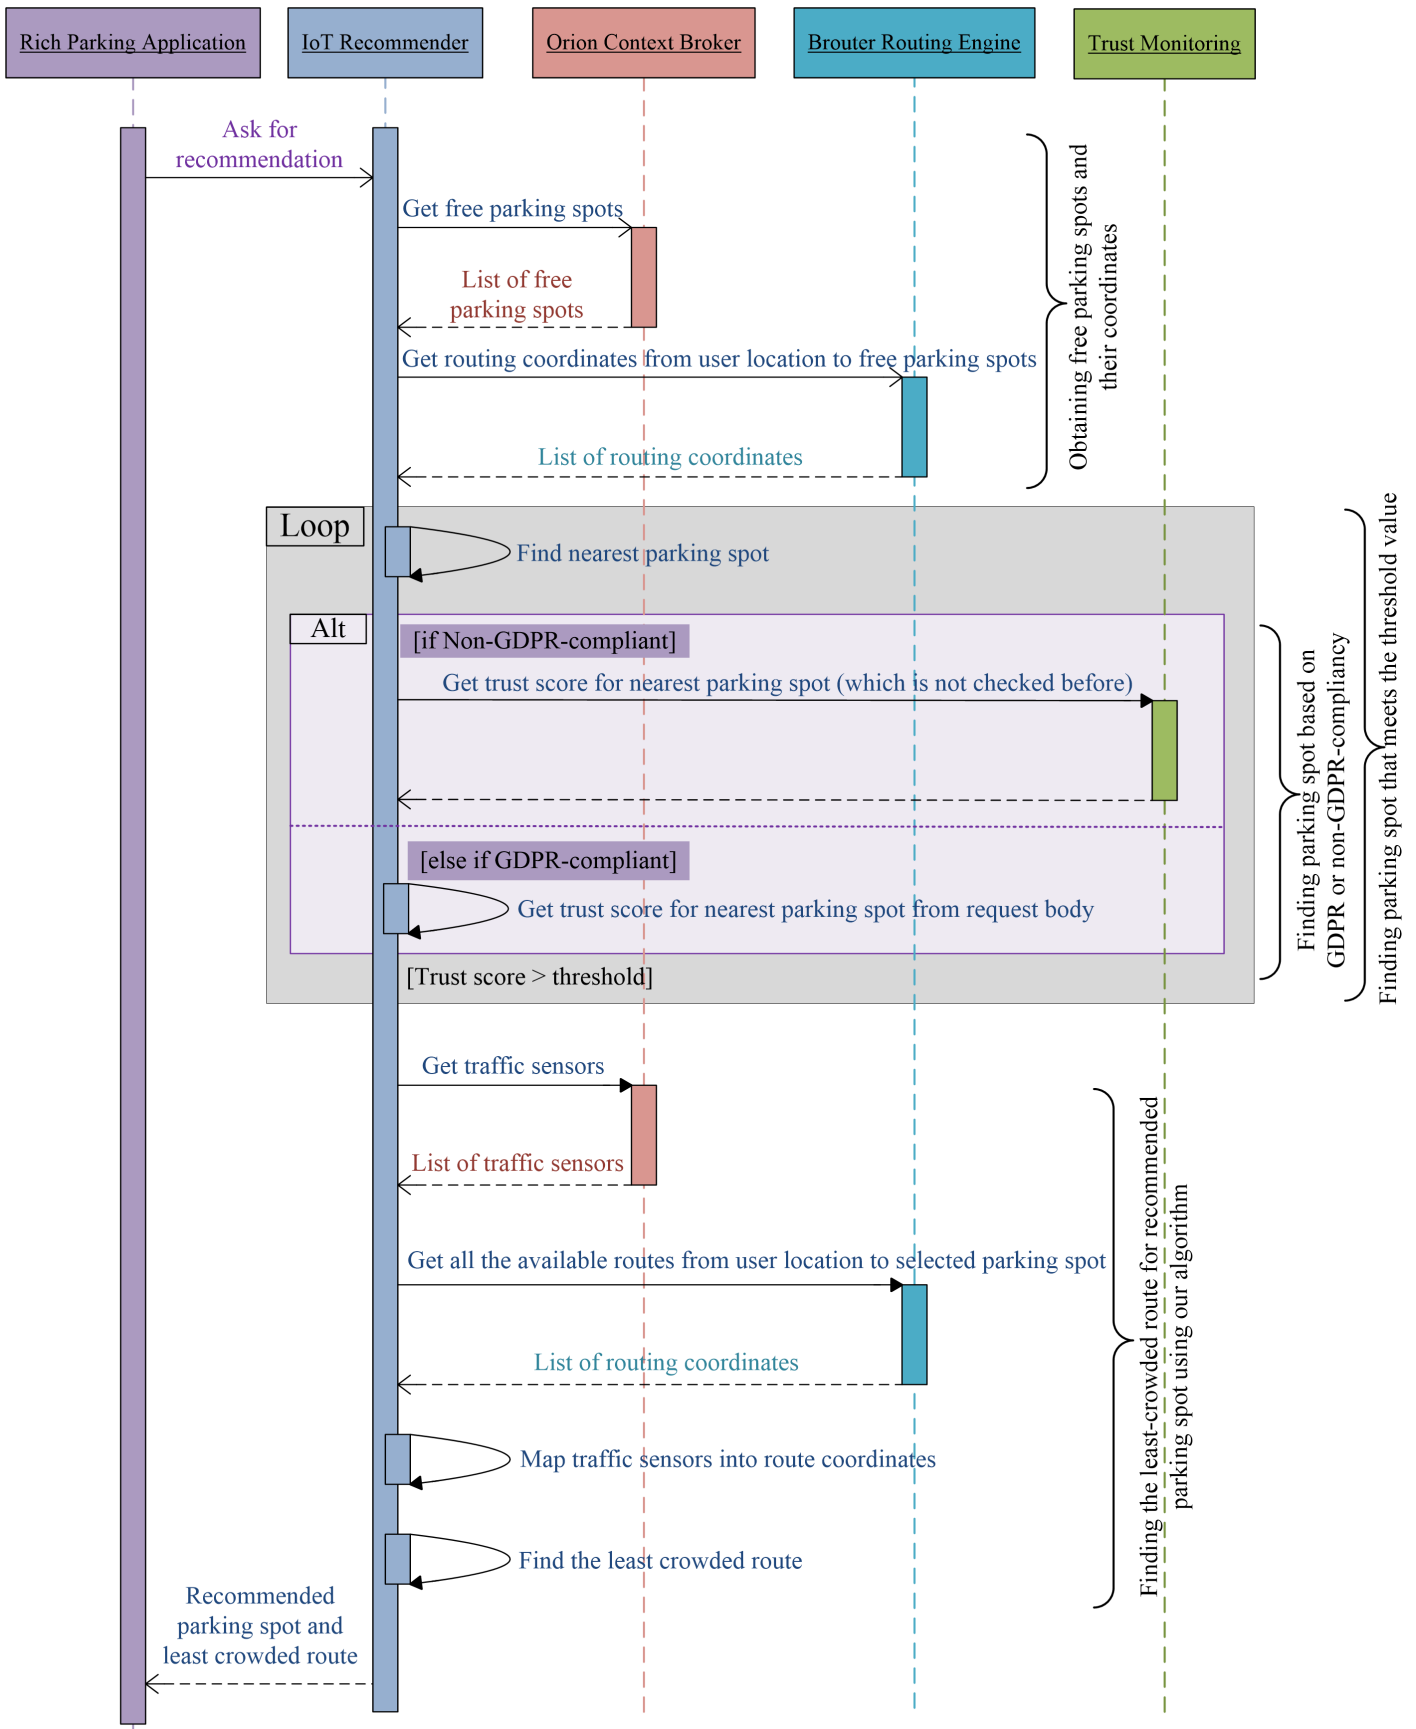 Rich Parking Application
IoT Recommender
Orion Context Broker
Brouter Routing Engine
Trust Monitoring
Ask for
recommendation
Get free parking spots
List of free
parking spots
Get routing coordinates from user location to free parking spots
List of routing coordinates
Obtaining free parking spots and
their coordinates
Loop
Find nearest parking spot
Alt
[if Non-GDPR-compliant]
Get trust score for nearest parking spot (which is not checked before)
[else if GDPR-compliant]
Get trust score for nearest parking spot from request body
[Trust score > threshold]
Finding parking spot based on
GDPR or non-GDPR-compliancy
Finding parking spot that meets the threshold value
Get traffic sensors
List of traffic sensors
Get all the available routes from user location to selected parking spot
List of routing coordinates
Map traffic sensors into route coordinates
Find the least crowded route
Finding the least-crowded route for recommended
parking spot using our algorithm
Recommended
parking spot and
least crowded route